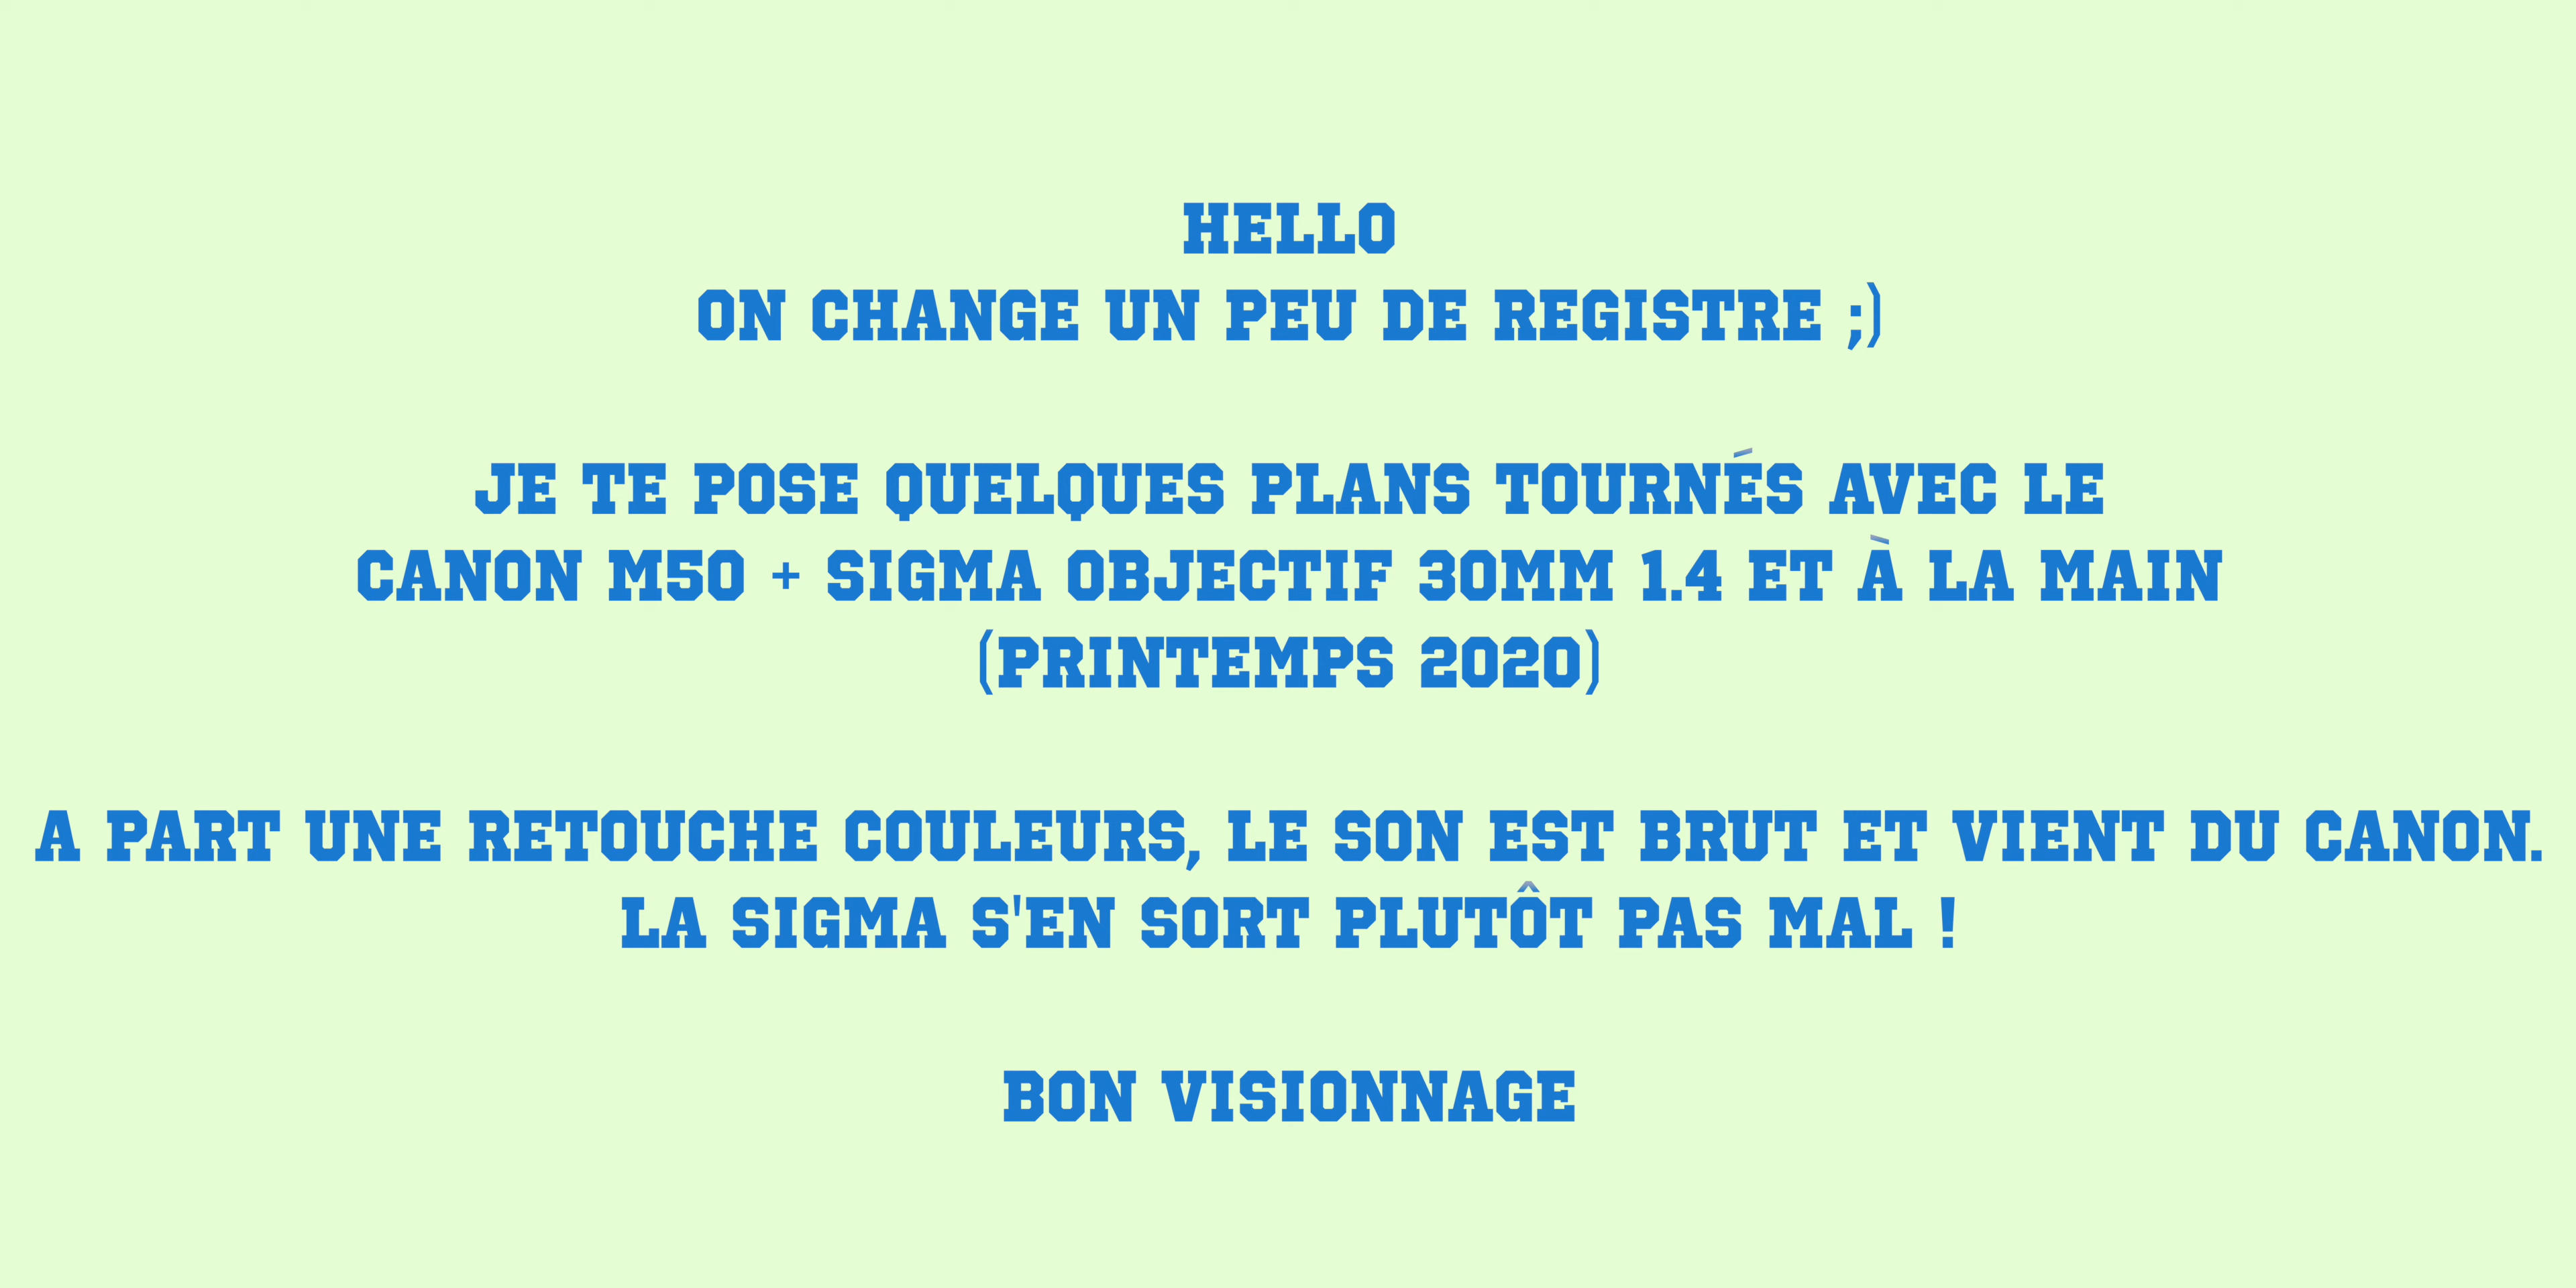 HELLO
ON CHANGE UN PEU DE REGISTRE ;)
JE TE POSE QUELQUES PLANS TOURNÉS AVEC LE
CANON M50 + SIGMA OBJECTIF 30MM 1.4 ET À LA MAIN
(PRINTEMPS 2020)
A PART UNE RETOUCHE COULEURS, LE SON EST BRUT ET VIENT DU CANON.
LA SIGMA S'EN SORT PLUTÔT PAS MAL !
BON VISIONNAGE